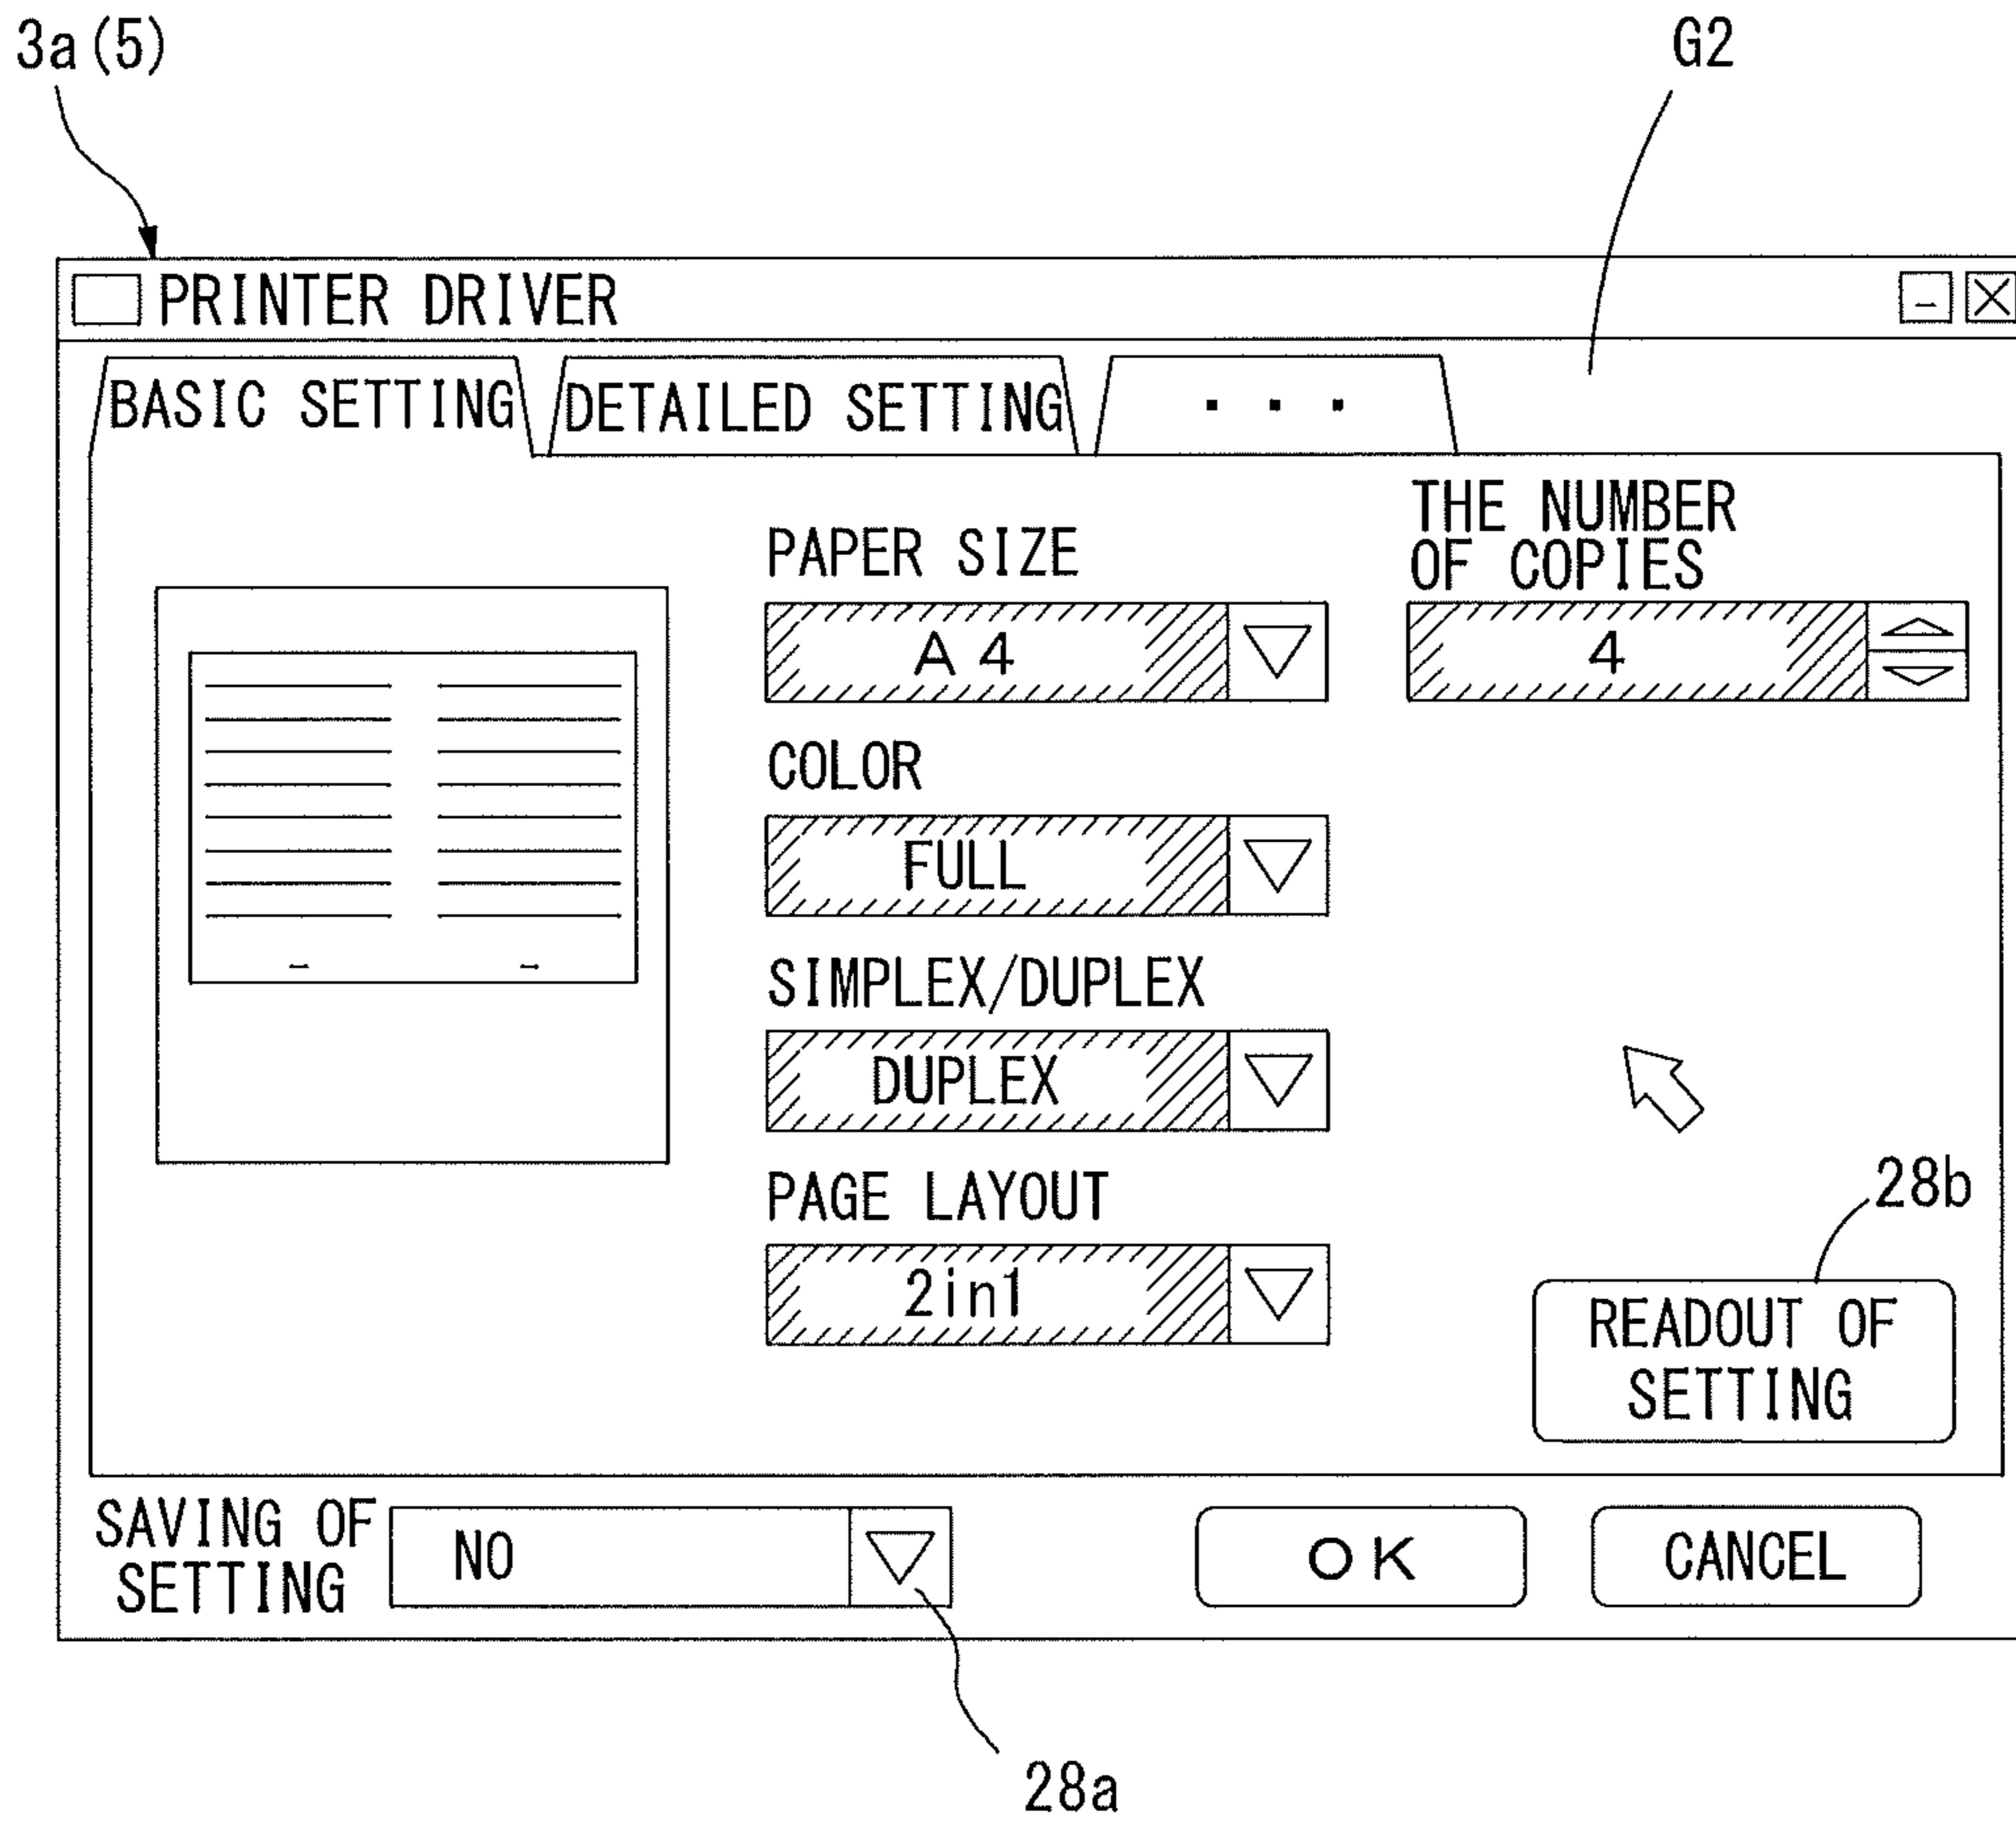 3a(5)
G2
PRINTER DRIVER
BASIC SETTING
DETAILED SETTING
...
PAPER SIZE
A4
THE NUMBER
OF COPIES
4
COLOR
FULL
SIMPLEX/DUPLEX
DUPLEX
PAGE LAYOUT
2in1
28b
READOUT OF
SETTING
SAVING OF
SETTING
NO
OK
CANCEL
28a